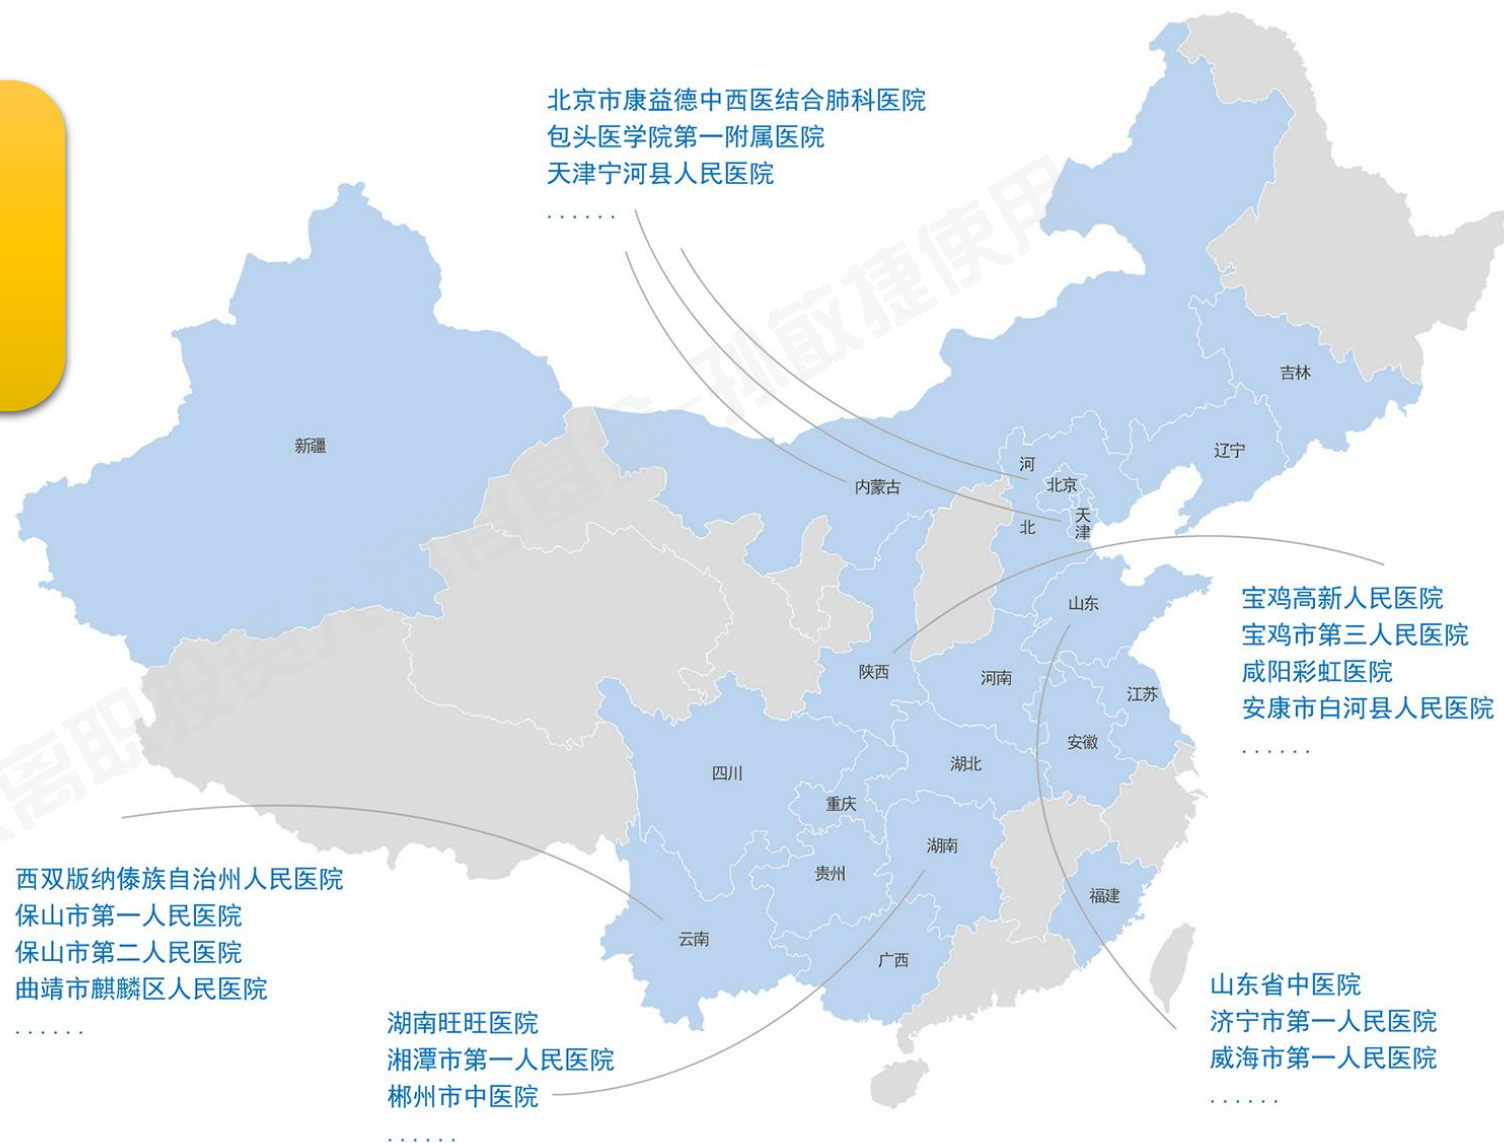 北京市康益德中西医结合肺科医院
包头医学院第一附属医院
天津宁河县人民医院
......
吉林
辽宁
新疆
河
北京
内蒙古
天
津
北
山东
宝鸡高新人民医院
宝鸡市第三人民医院
咸阳彩虹医院
安康市白河县人民医院
......
陕西
河南
江苏
安徽
湖北
四川
重庆
湖南
贵州
福建
云南
广西
西双版纳傣族自治州人民医院
保山市第一人民医院
保山市第二人民医院
曲靖市麒麟区人民医院
......
湖南旺旺医院
湘潭市第一人民医院
郴州市中医院
......
山东省中医院
济宁市第一人民医院
威海市第一人民医院
......